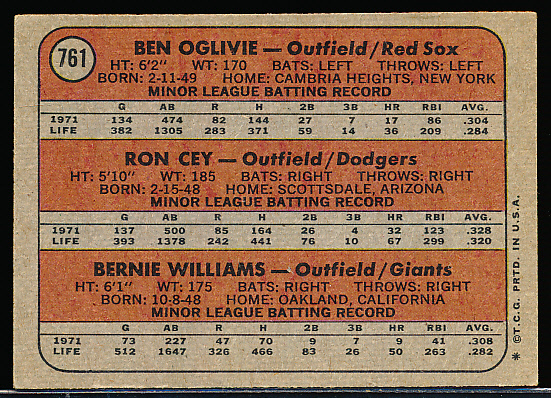 761
BEN OGLIVIE — Outfield/Red Sox
HT: 6'2" WT: 170 BATS: LEFT THROWS: LEFT
BORN: 2-11-49 HOME: CAMBRIA HEIGHTS, NEW YORK
MINOR LEAGUE BATTING RECORD
G AB R H 2B 3B HR RBI AVG.
1971 134 474 82 144 27 7 17 86 .304
LIFE 382 1305 283 371 59 14 36 209 .284
RON CEY — Outfield/Dodgers
HT: 5'10" WT: 185 BATS: RIGHT THROWS: RIGHT
BORN: 2-15-48 HOME: SCOTTSDALE, ARIZONA
MINOR LEAGUE BATTING RECORD
G AB R H 2B 3B HR RBI AVG.
1971 137 500 85 164 26 4 32 123 .328
LIFE 393 1378 242 441 76 10 67 299 .320
BERNIE WILLIAMS — Outfield/Giants
HT: 6'1" WT: 175 BATS: RIGHT THROWS: RIGHT
BORN: 10-8-48 HOME: OAKLAND, CALIFORNIA
MINOR LEAGUE BATTING RECORD
G AB R H 2B 3B HR RBI AVG.
1971 73 227 47 70 9 7 9 41 .308
LIFE 512 1647 326 466 83 26 50 263 .282
* ©T.C.G. PRTD. IN U.S.A.